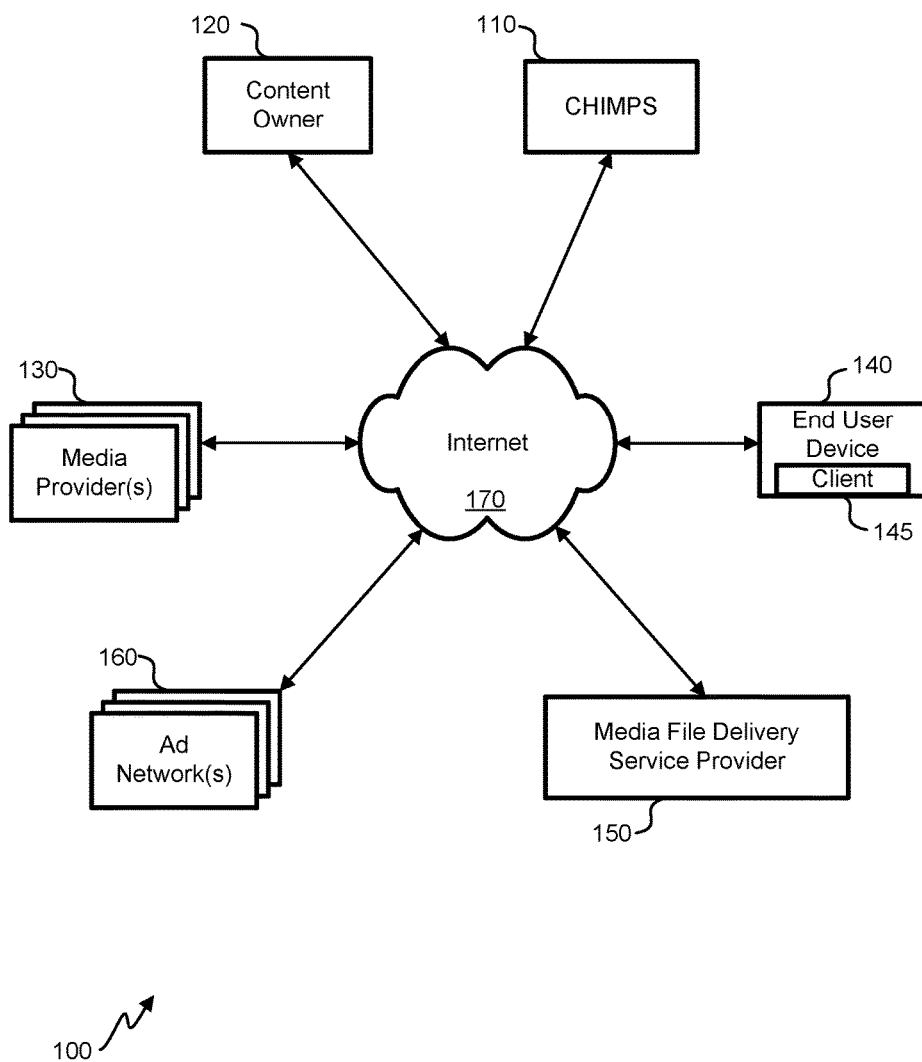 120
110
Content
Owner
CHIMPS
130
140
Media
Provider(s)
Internet
170
End User
Device
Client
145
160
Ad
Network(s)
Media File Delivery
Service Provider
150
100